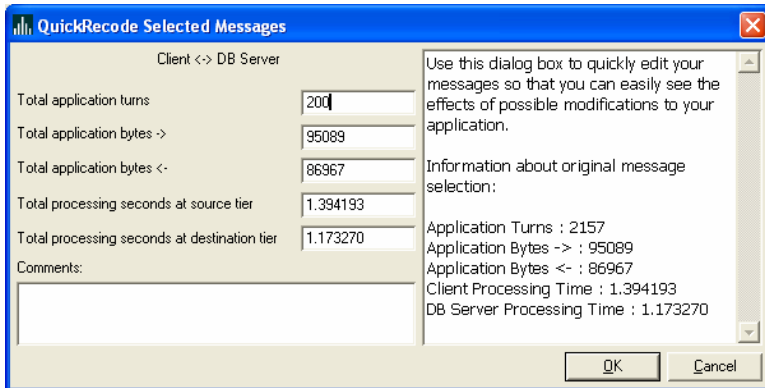 QuickRecode Selected Messages
Client <-> DB Server
Total application turns
200
Total application bytes ->
95089
Total application bytes <-
86967
Total processing seconds at source tier
1.394193
Total processing seconds at destination tier
1.173270
Comments:
Use this dialog box to quickly edit your
messages so that you can easily see the
effects of possible modifications to your
application.
Information about original message
selection:
Application Turns : 2157
Application Bytes -> : 95089
Application Bytes <- : 86967
Client Processing Time : 1.394193
DB Server Processing Time : 1.173270
OK
Cancel